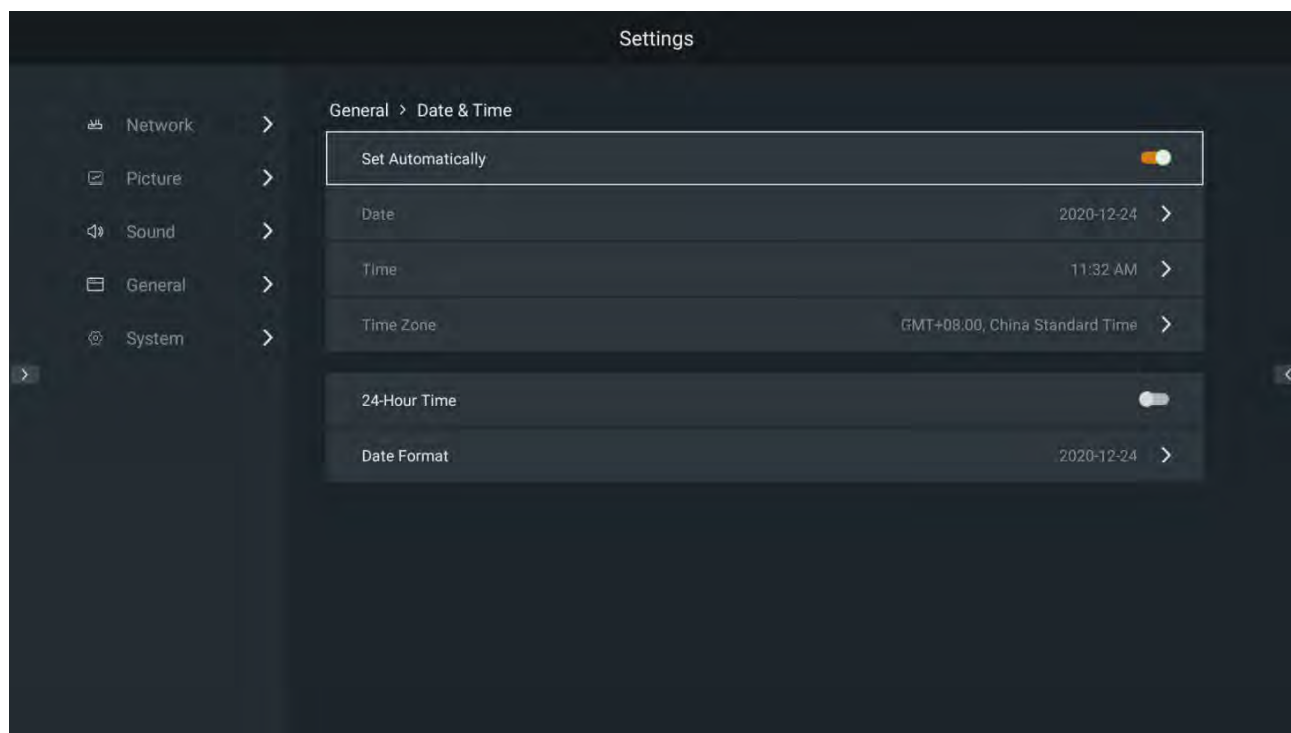 Settings
Network
Picture
Sound
General
System
General > Date & Time
Set Automatically
Date 2020-12-24
Time 11:32 AM
Time Zone GMT+08:00, China Standard Time
24-Hour Time
Date Format 2020-12-24